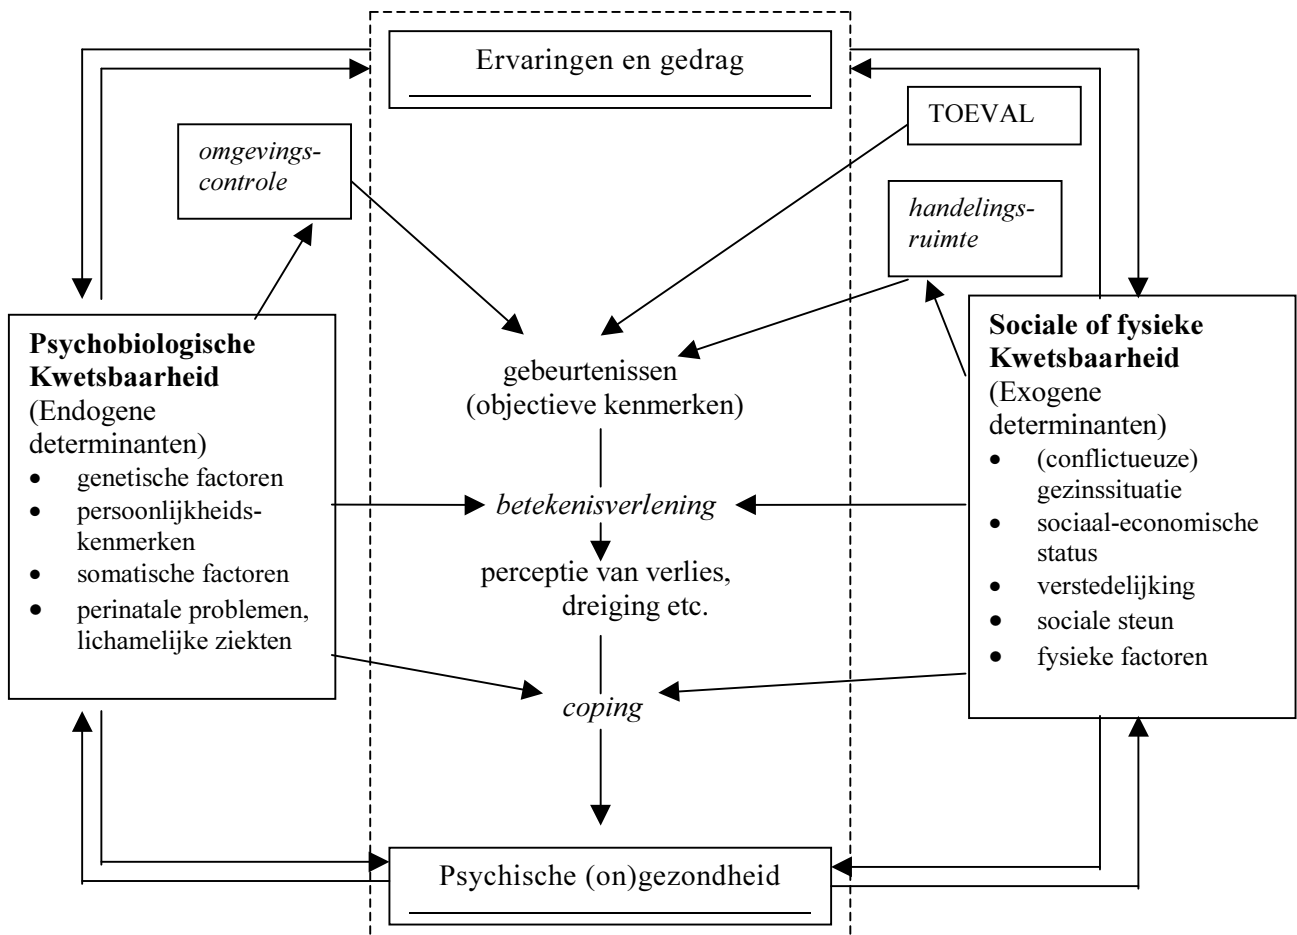 Ervaringen en gedrag
TOEVAL
omgevings-
controle
handelings-
ruimte
Psychobiologische
Kwetsbaarheid
(Endogene
determinanten)
• genetische factoren
• persoonlijkheids-
kenmerken
• somatische factoren
• perinatale problemen,
lichamelijke ziekten
gebeurtenissen
(objectieve kenmerken)
betekenisverlening
perceptie van verlies,
dreiging etc.
coping
Sociale of fysieke
Kwetsbaarheid
(Exogene
determinanten)
• (conflictueuze)
gezinssituatie
• sociaal-economische
status
• verstedelijking
• sociale steun
• fysieke factoren
Psychische (on)gezondheid